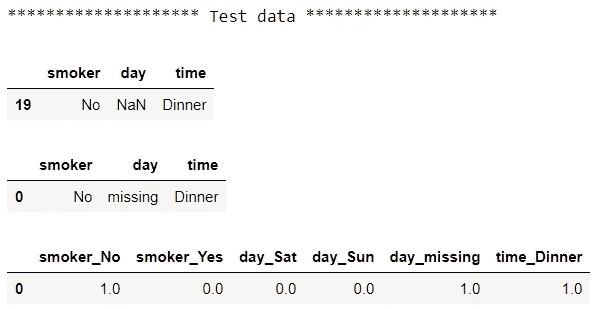 ******************** Test data ********************
smoker day time
19 No NaN Dinner
smoker day time
0 No missing Dinner
smoker_No smoker_Yes day_Sat day_Sun day_missing time_Dinner
0 1.0 0.0 0.0 0.0 1.0 1.0